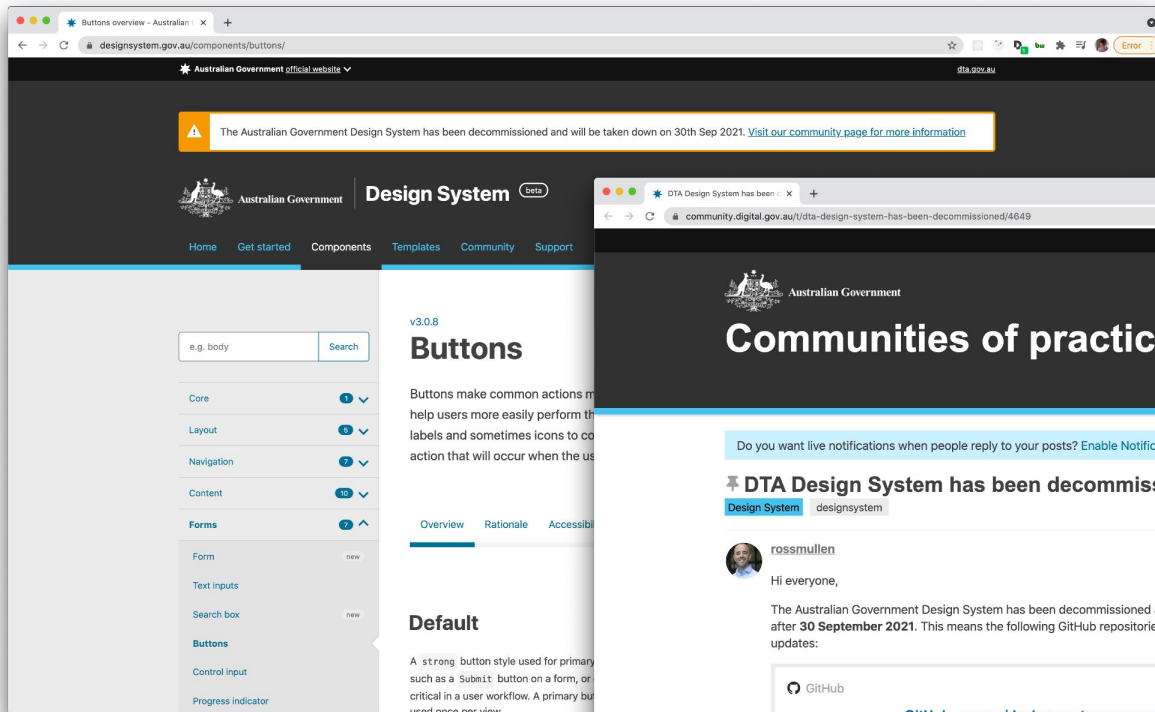 Buttons overview - Australian
designsystem.gov.au/components/buttons/
Error
Australian Government official website
dta.gov.au
The Australian Government Design System has been decommissioned and will be taken down on 30th Sep 2021. Visit our community page for more information
Australian Government
Design System beta
Home Get started Components Templates Community Support
e.g. body Search
Core 1
Layout 5
Navigation 7
Content 10
Forms 7
Form new
Text inputs
Search box new
Buttons
Control input
Progress indicator
v3.0.8
Buttons
Buttons make common actions
help users more easily perform
labels and sometimes icons to
action that will occur when the
Overview Rationale
Default
A strong button style used for primary
such as a Submit button on a form, or
critical in a user workflow. A primary
used once per view
DTA Design System has been
community.digital.gov.au/t/dta-design-system-has-been-decommissioned/4649
Australian Government
Communities of
Do you want live notifications when people reply to your posts? Enable
DTA Design System has been
Design System designsystem
rossmullen
Hi everyone,
The Australian Government Design System has been decommissioned
after 30 September 2021. This means the following GitHub
updates:
GitHub